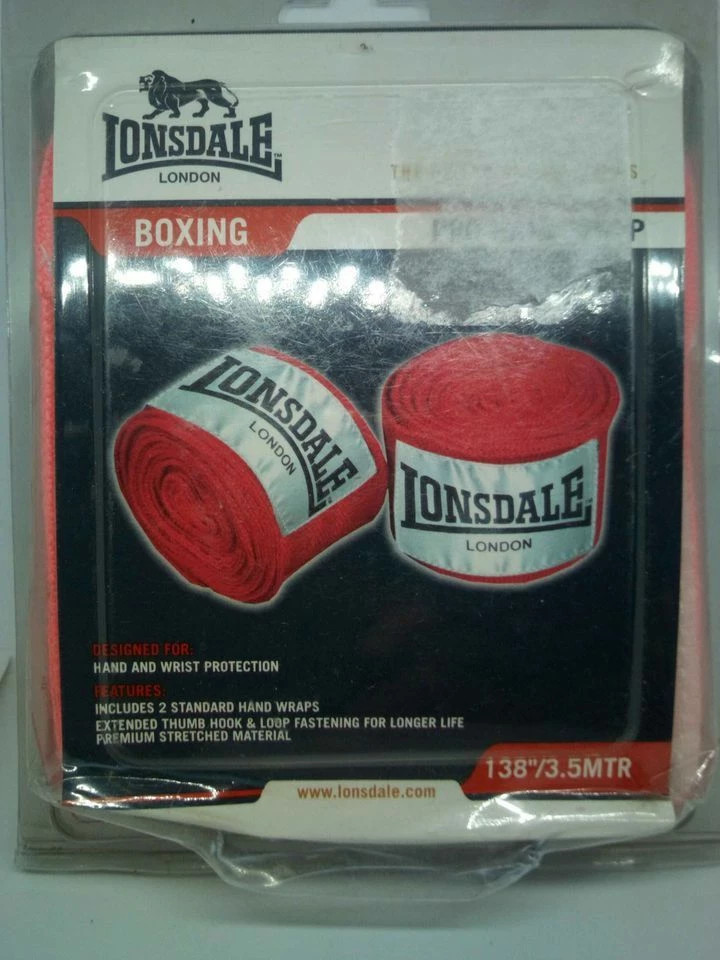 LONSDALE
LONDON
BOXING
LONSDALE
LONDON
LONSDALE
LONDON
DESIGNED FOR:
HAND AND WRIST PROTECTION
FEATURES:
INCLUDES 2 STANDARD HAND WRAPS
EXTENDED THUMB HOOK & LOOP FASTENING FOR LONGER LIFE
PREMIUM STRETCHED MATERIAL
138"/3.5MTR
www.lonsdale.com